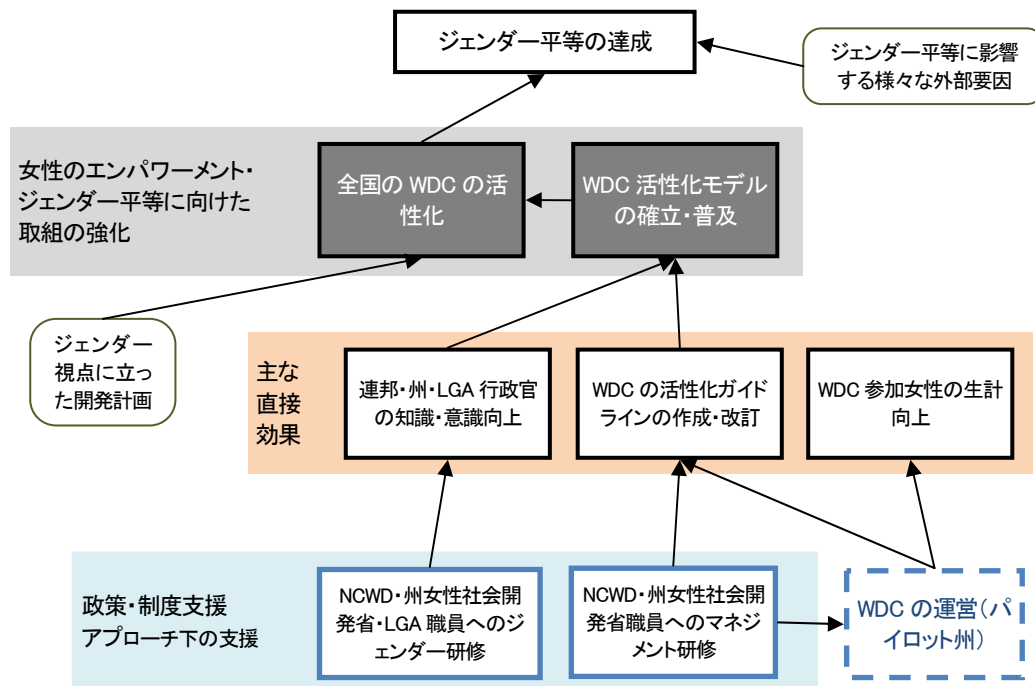 ジェンダー平等の達成
ジェンダー平等に影響
する様々な外部要因
女性のエンパワーメント・
ジェンダー平等に向けた
取組の強化
全国の WDC の活
性化
WDC 活性化モデル
の確立・普及
ジェンダー
視点に立っ
た開発計画
主な
直接
効果
連邦・州・LGA 行政官
の知識・意識向上
WDC の活性化ガイド
ラインの作成・改訂
WDC 参加女性の生計
向上
政策・制度支援
アプローチ下の支援
NCWD・州女性社会開
発省・LGA 職員へのジ
ェンダー研修
NCWD・州女性社会開
発省職員へのマネジ
メント研修
WDC の運営(パ
イロット州)